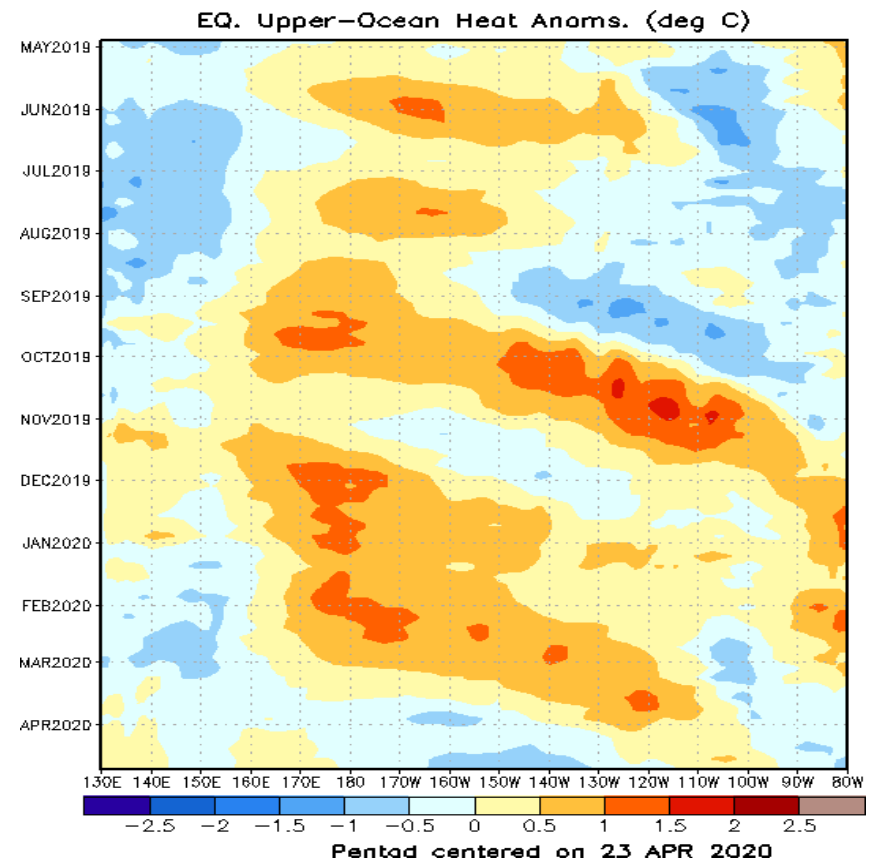 EQ. Upper-Ocean Heat Anoms. (deg C)
MAY2019
JUN2019
JUL2019
AUG2019
SEP2019
OCT2019
NOV2019
DEC2019
JAN2020
FEB2020
MAR2020
APR2020
130E 140E 150E 160E 170E 180 170W 160W 150W 140W 130W 120W 110W 100W 90W 80W
-2.5 -2 -1.5 -1 -0.5 0 0.5 1 1.5 2 2.5
Pentad centered on 23 APR 2020